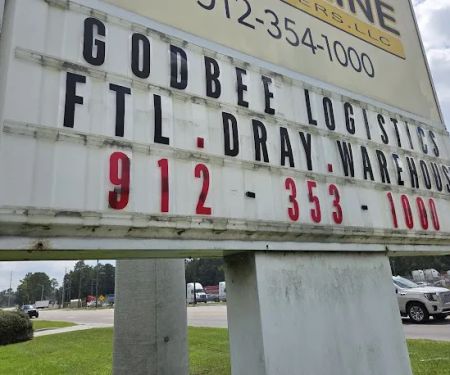 912-354-1000
GODBEE LOGISTICS
FTL.DRAY.WAREHOUS
912-353-1000